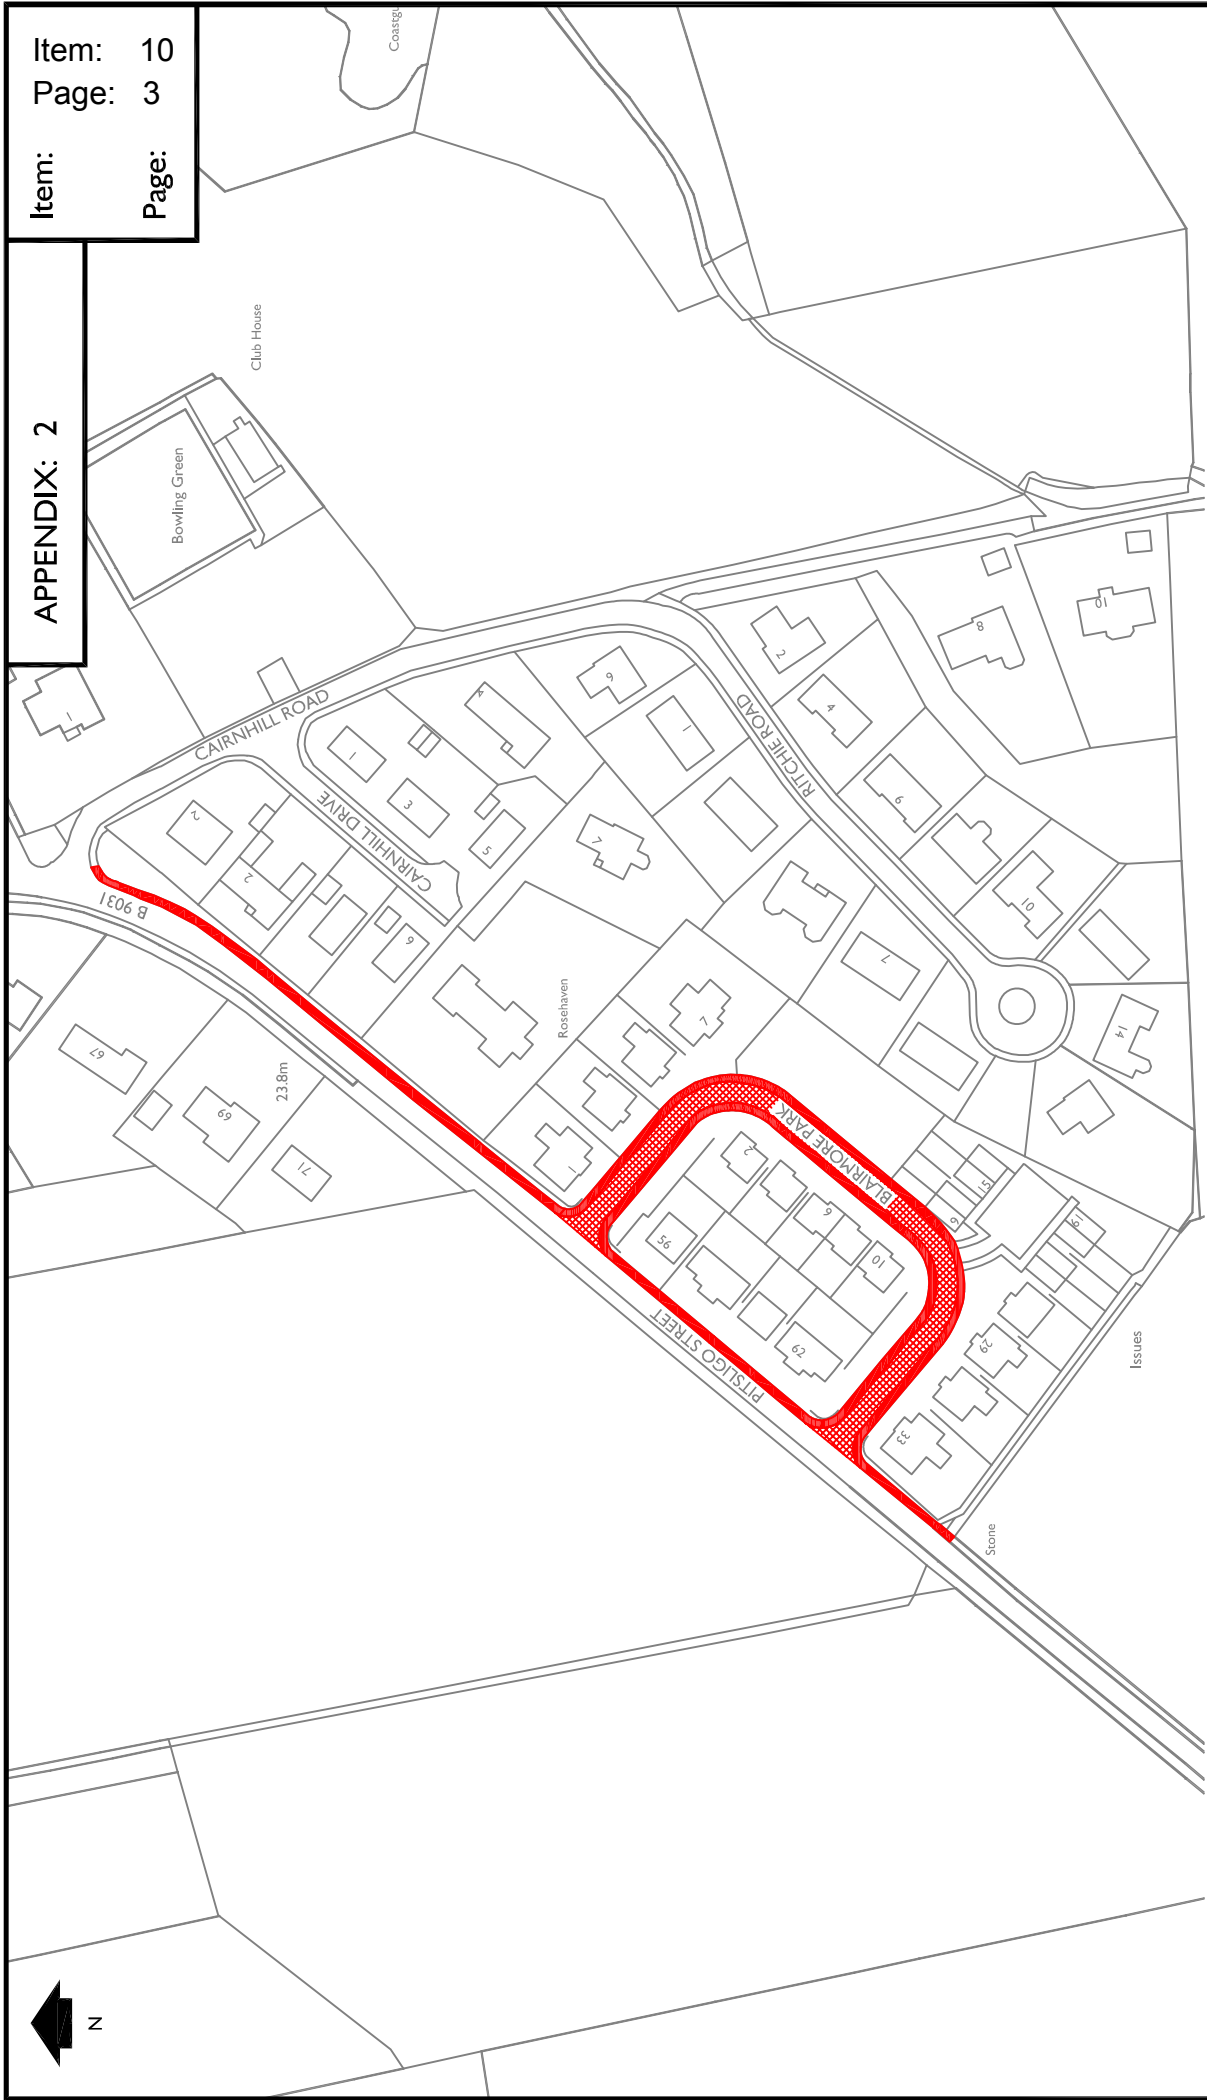 Item: 10
Page: 3
Item:
Page:
APPENDIX: 2
Club House
Bowling Green
1
CAIRNHILL ROAD
B 9031
2
2
6
1
3
5
4
CAIRNHILL DRIVE
7
9
1
RITCHIE ROAD
2
4
6
10
8
10
7
14
67
69
71
23.8m
Rosehaven
1
7
BLAIRMORE PARK
2
6
10
56
62
PITSLIGO STREET
9
15
19
29
33
Issues
Stone
N